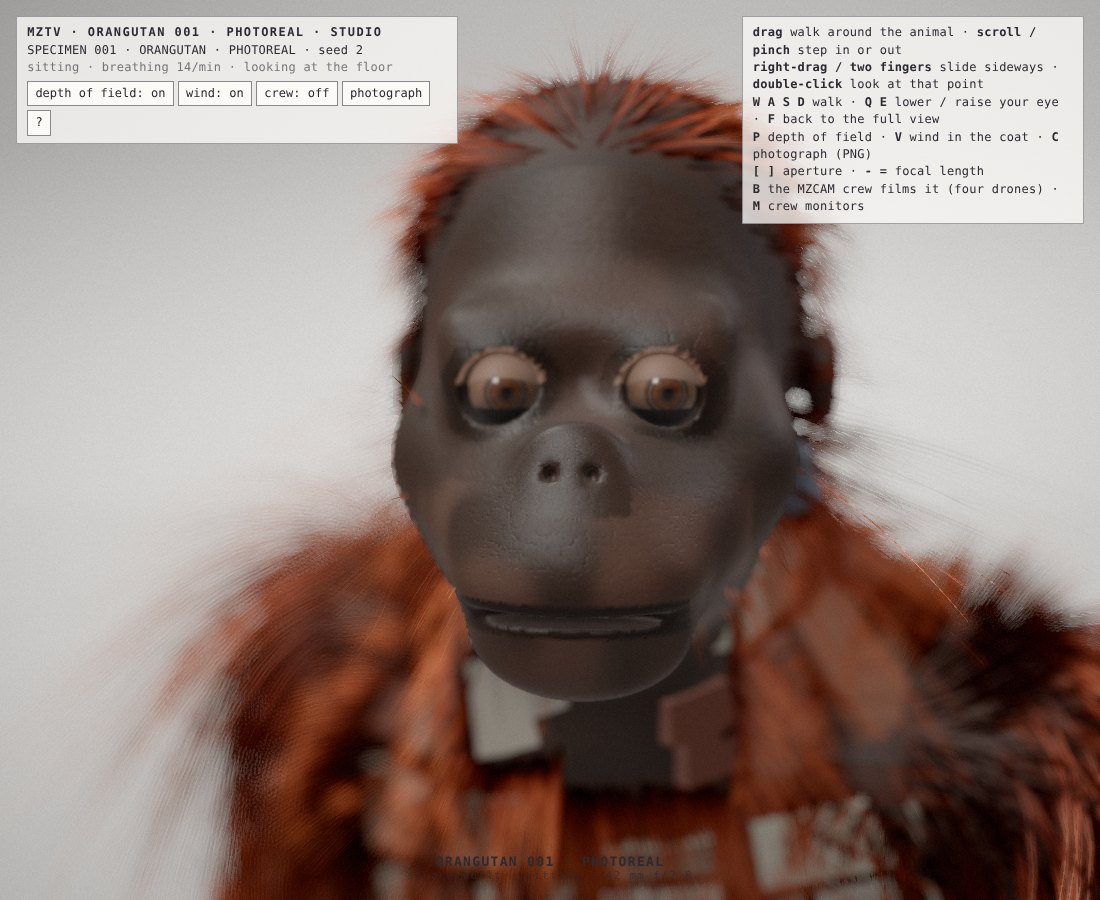 MZTV · ORANGUTAN 001 · PHOTOREAL · STUDIO
SPECIMEN 001 · ORANGUTAN · PHOTOREAL · seed 2
sitting · breathing 14/min · looking at the floor
depth of field: on wind: on crew: off photograph
?
drag walk around the animal · scroll /
pinch step in or out
right-drag / two fingers slide sideways ·
double-click look at that point
W A S D walk · Q E lower / raise your eye
· F back to the full view
P depth of field · V wind in the coat · C
photograph (PNG)
[ ] aperture · - = focal length
B the MZCAM crew films it (four drones) ·
M crew monitors
ORANGUTAN 001 · PHOTOREAL